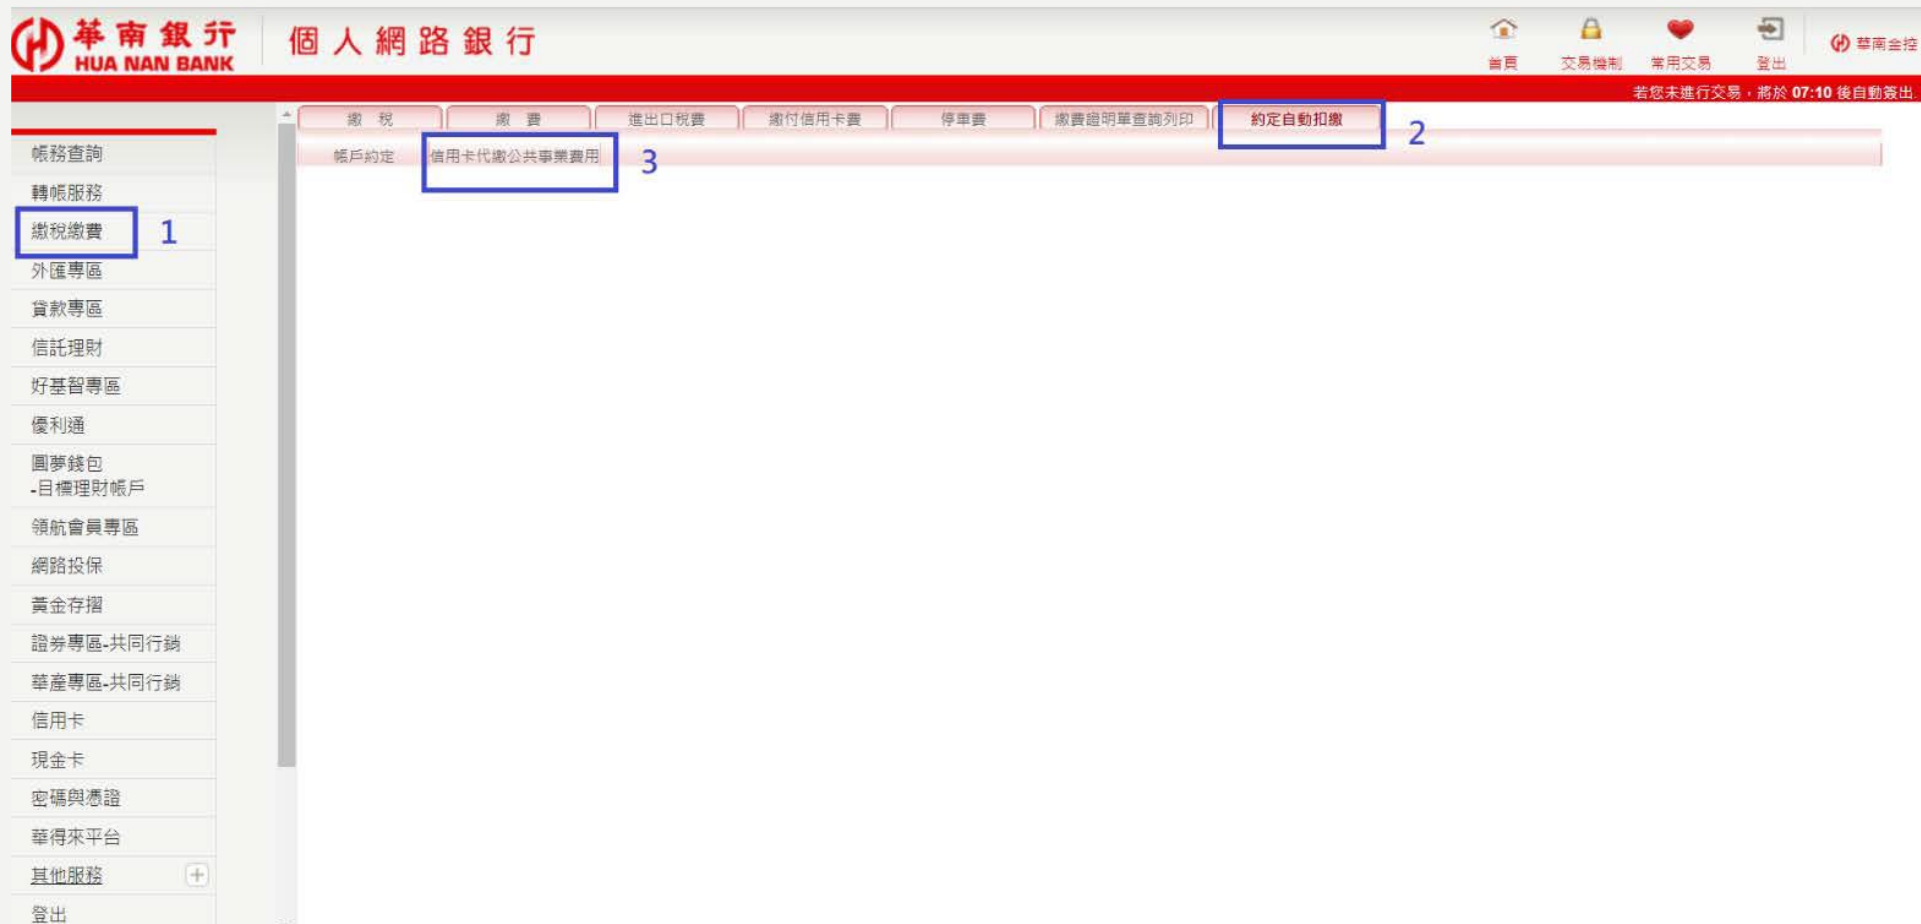 華南銀行
HUA NAN BANK
個人網路銀行
首頁
交易機制
常用交易
登出
華南金控
若您未進行交易，將於 07:10 後自動簽出.
繳 稅
繳 費
進出口稅費
繳付信用卡費
停車費
繳費證明單查詢列印
約定自動扣繳
2
帳戶約定
信用卡代繳公共事業費用
3
帳務查詢
轉帳服務
繳稅繳費
1
外匯專區
貸款專區
信託理財
好基智專區
優利通
圓夢錢包
-目標理財帳戶
領航會員專區
網路投保
黃金存摺
證券專區-共同行銷
華產專區-共同行銷
信用卡
現金卡
密碼與憑證
華得來平台
其他服務
登出